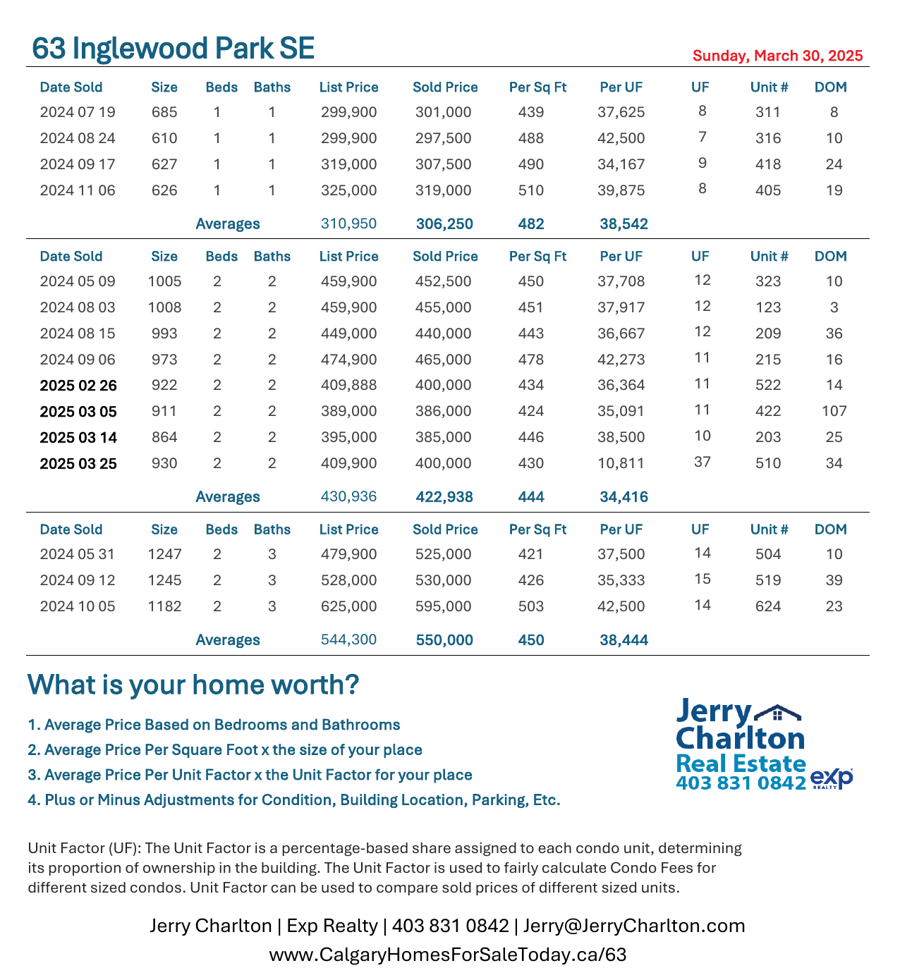 63 Inglewood Park SE
Sunday, March 30, 2025
Date Sold Size Beds Baths List Price Sold Price Per Sq Ft Per UF UF Unit # DOM
2024 07 19 685 1 1 299,900 301,000 439 37,625 8 311 8
2024 08 24 610 1 1 299,900 297,500 488 42,500 7 316 10
2024 09 17 627 1 1 319,000 307,500 490 34,167 9 418 24
2024 11 06 626 1 1 325,000 319,000 510 39,875 8 405 19
Averages 310,950 306,250 482 38,542
Date Sold Size Beds Baths List Price Sold Price Per Sq Ft Per UF UF Unit # DOM
2024 05 09 1005 2 2 459,900 452,500 450 37,708 12 323 10
2024 08 03 1008 2 2 459,900 455,000 451 37,917 12 123 3
2024 08 15 993 2 2 449,000 440,000 443 36,667 12 209 36
2024 09 06 973 2 2 474,900 465,000 478 42,273 11 215 16
2025 02 26 922 2 2 409,888 400,000 434 36,364 11 522 14
2025 03 05 911 2 2 389,000 386,000 424 35,091 11 422 107
2025 03 14 864 2 2 395,000 385,000 446 38,500 10 203 25
2025 03 25 930 2 2 409,900 400,000 430 10,811 37 510 34
Averages 430,936 422,938 444 34,416
Date Sold Size Beds Baths List Price Sold Price Per Sq Ft Per UF UF Unit # DOM
2024 05 31 1247 2 3 479,900 525,000 421 37,500 14 504 10
2024 09 12 1245 2 3 528,000 530,000 426 35,333 15 519 39
2024 10 05 1182 2 3 625,000 595,000 503 42,500 14 624 23
Averages 544,300 550,000 450 38,444
What is your home worth?
1. Average Price Based on Bedrooms and Bathrooms
2. Average Price Per Square Foot x the size of your place
3. Average Price Per Unit Factor x the Unit Factor for your place
4. Plus or Minus Adjustments for Condition, Building Location, Parking, Etc.
Jerry
Charlton
Real Estate
403 831 0842 exp REALTY
Unit Factor (UF): The Unit Factor is a percentage-based share assigned to each condo unit, determining
its proportion of ownership in the building. The Unit Factor is used to fairly calculate Condo Fees for
different sized condos. Unit Factor can be used to compare sold prices of different sized units.
Jerry Charlton | Exp Realty | 403 831 0842 | Jerry@JerryCharlton.com
www.CalgaryHomesForSaleToday.ca/63